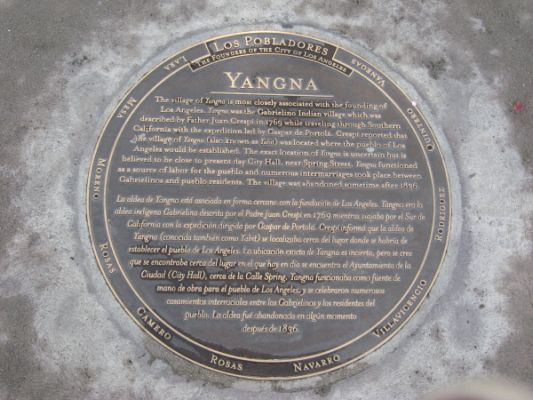 LOS POBLADORES
THE FOUNDERS OF THE CITY OF LOS ANGELES
YANGNA
The village of Yangna is most closely associated with the founding of
Los Angeles. Yangna was the Gabrielino Indian village which was
described by Father Juan Crespi in 1769 while traveling through Southern
California with the expedition led by Gaspar de Portola. Crespi reported that
the village of Yangna (also known as Yabit) was located where the pueblo of Los
Angeles would be established. The exact location of Yangna is uncertain but is
believed to be close to present day City Hall, near Spring Street. Yangna functioned
as a source of labor for the pueblo and numerous intermarriages took place between
Gabrielinos and pueblo residents. The village was abandoned sometime after 1836.
La aldea de Yangna está asociada en forma cercana con la fundación de Los Angeles. Yangna era la
aldea indígena Gabrielina descrita por el Padre Juan Crespi en 1769 mientras viajaba por el Sur de
California con la expedición dirigida por Gaspar de Portola. Crespi informó que la aldea de
Yangna (conocida también como Yabit) se localizaba cerca del lugar donde se habría de
establecer el pueblo de Los Angeles. La ubicación exacta de Yangna es incierta, pero se cree
que se encontraba cerca del lugar en el que hoy en día se encuentra el Ayuntamiento de la
Ciudad (City Hall), cerca de la Calle Spring. Yangna funcionaba como fuente de
mano de obra para el pueblo de Los Angeles, y se celebraron numerosos
casamientos interraciales entre los Gabrielinos y los residentes del
pueblo. La aldea fué abandonada en algún momento
después de 1836.
VANEGAS
QUINTERO
RODRIGUEZ
VILLAVICENCIO
NAVARRO
ROSAS
CAMERO
ROSAS
MORENO
MESA
LARA